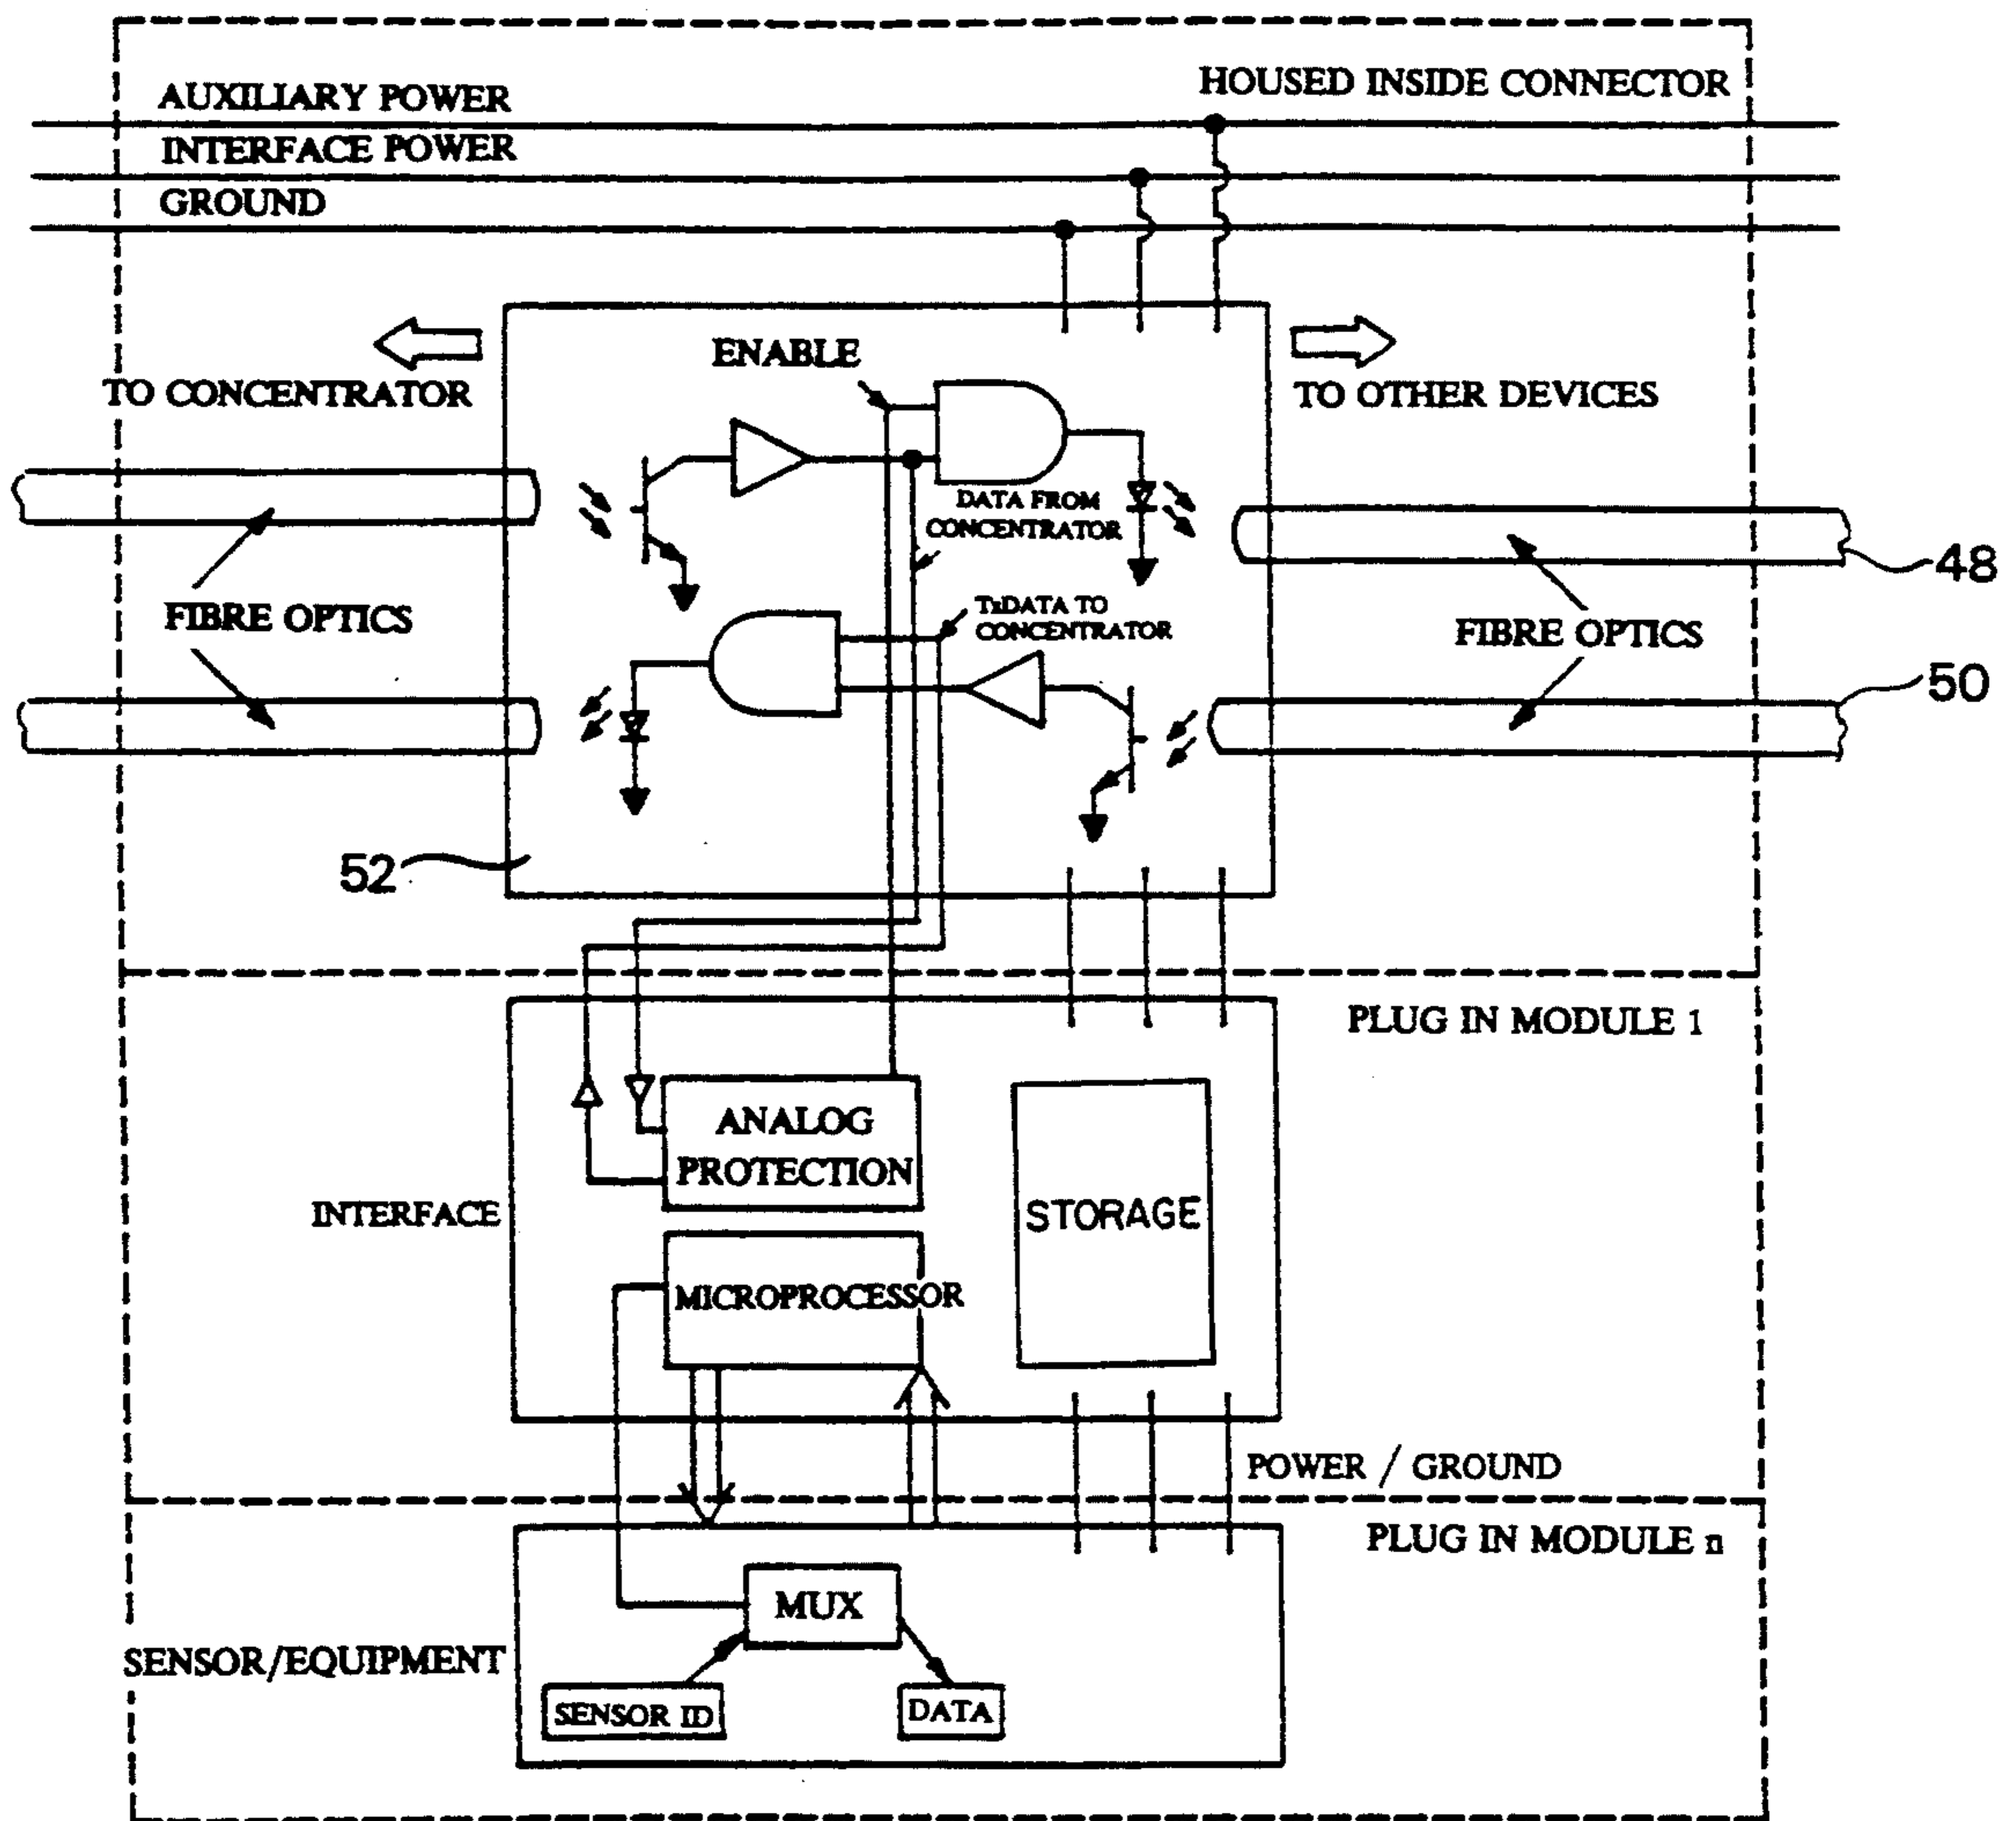 HOUSED INSIDE CONNECTOR
AUXILIARY POWER
INTERFACE POWER
GROUND
ENABLE
TO CONCENTRATOR
TO OTHER DEVICES
DATA FROM
CONCENTRATOR
48
FIBRE OPTICS
TxDATA TO
CONCENTRATOR
FIBRE OPTICS
50
52
PLUG IN MODULE 1
ANALOG
PROTECTION
INTERFACE
STORAGE
MICROPROCESSOR
POWER / GROUND
PLUG IN MODULE n
MUX
SENSOR/EQUIPMENT
SENSOR ID
DATA